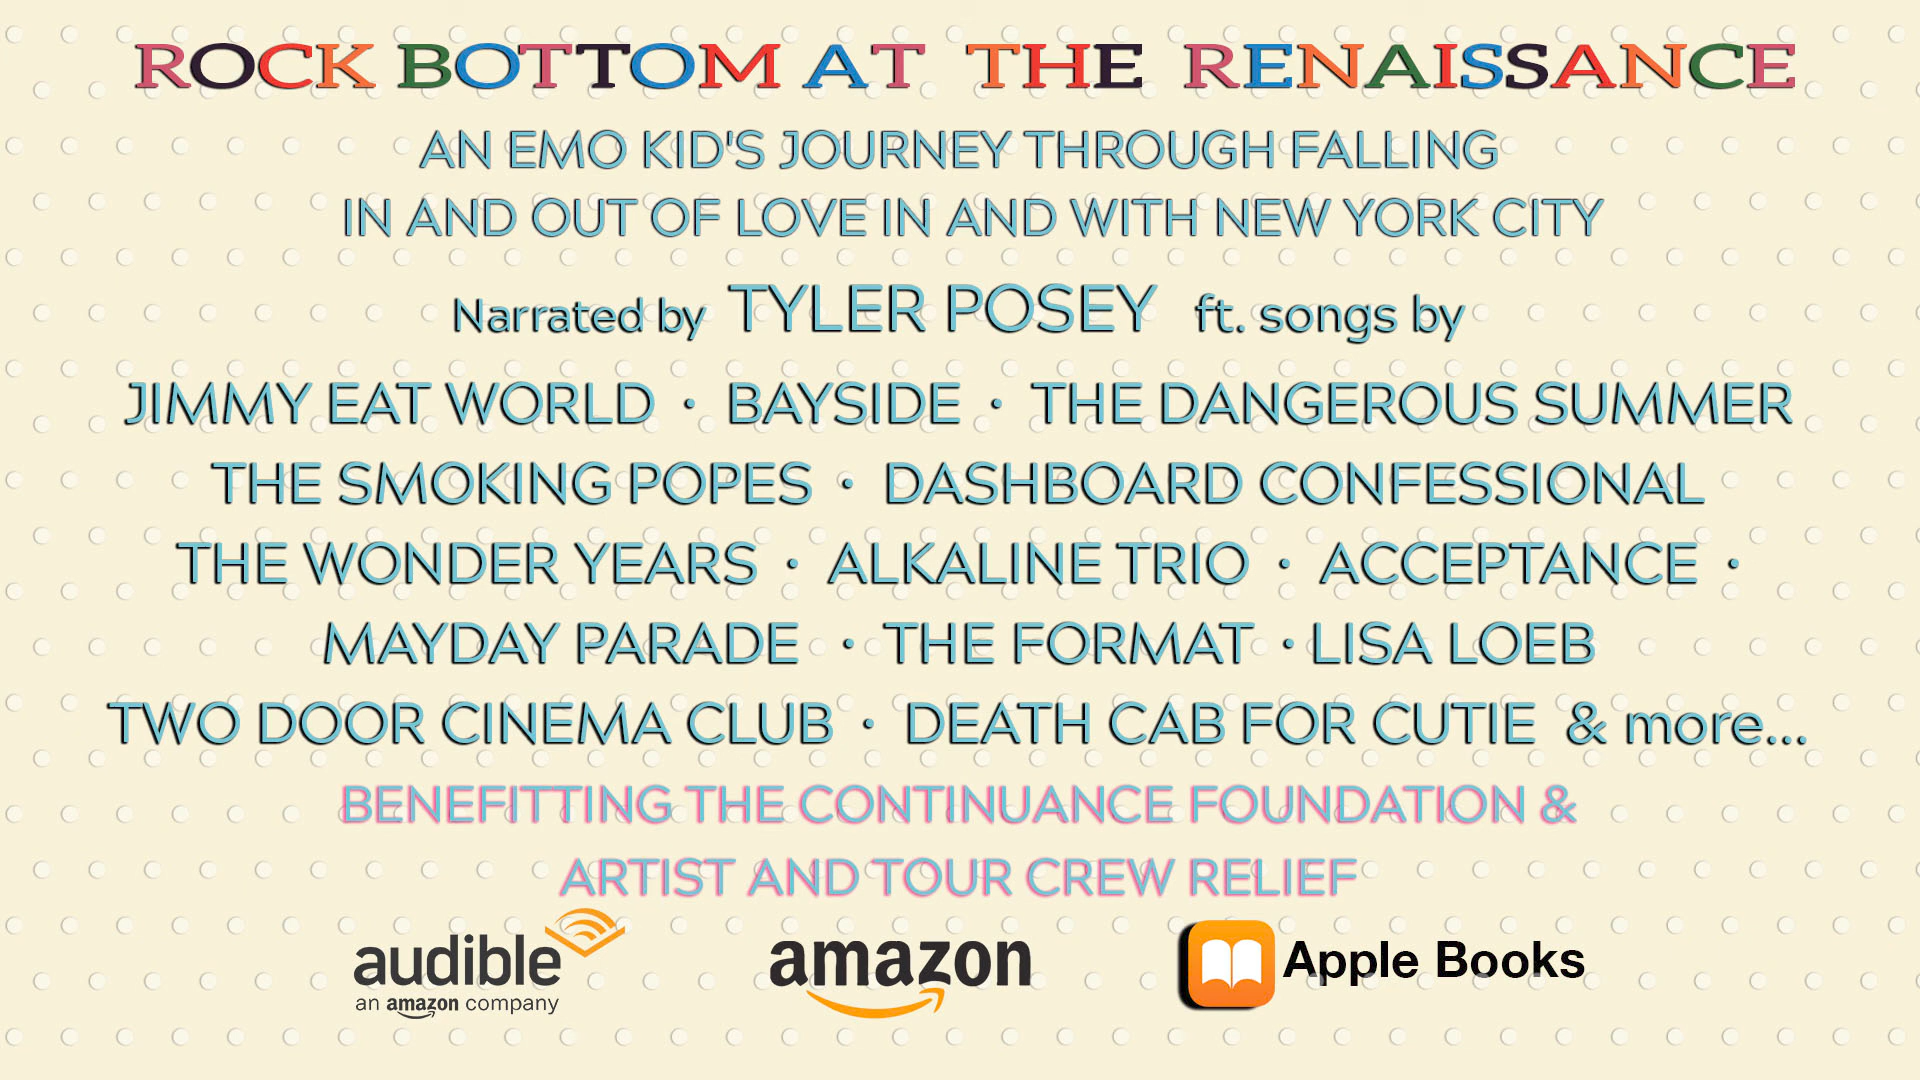 ROCK BOTTOM AT THE RENAISSANCE
AN EMO KID'S JOURNEY THROUGH FALLING
IN AND OUT OF LOVE IN AND WITH NEW YORK CITY
Narrated by TYLER POSEY ft. songs by
JIMMY EAT WORLD · BAYSIDE · THE DANGEROUS SUMMER
THE SMOKING POPES · DASHBOARD CONFESSIONAL
THE WONDER YEARS · ALKALINE TRIO · ACCEPTANCE ·
MAYDAY PARADE · THE FORMAT · LISA LOEB
TWO DOOR CINEMA CLUB · DEATH CAB FOR CUTIE & more...
BENEFITTING THE CONTINUANCE FOUNDATION &
ARTIST AND TOUR CREW RELIEF
audible amazon Apple Books
an amazon company